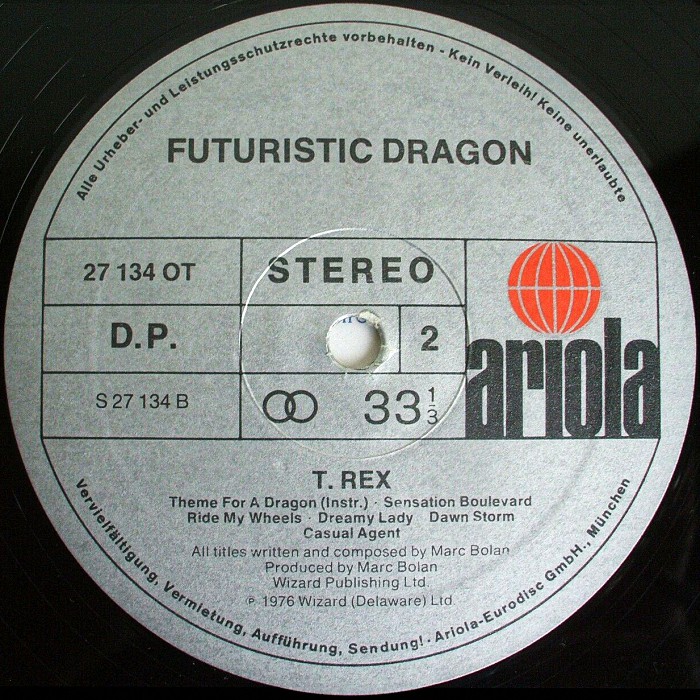 Alle Urheber- und Leistungsschutzrechte vorbehalten - Kein Verleih! Keine unerlaubte
FUTURISTIC DRAGON
27 134 OT
STEREO
D.P.
2
S 27 134 B
33 1/3
ariola
T. REX
Theme For A Dragon (Instr.) · Sensation Boulevard
Ride My Wheels · Dreamy Lady · Dawn Storm
Casual Agent
All titles written and composed by Marc Bolan
Produced by Marc Bolan
Wizard Publishing Ltd.
℗ 1976 Wizard (Delaware) Ltd.
Vervielfältigung, Vermietung, Aufführung, Sendung! · Ariola-Eurodisc GmbH., München